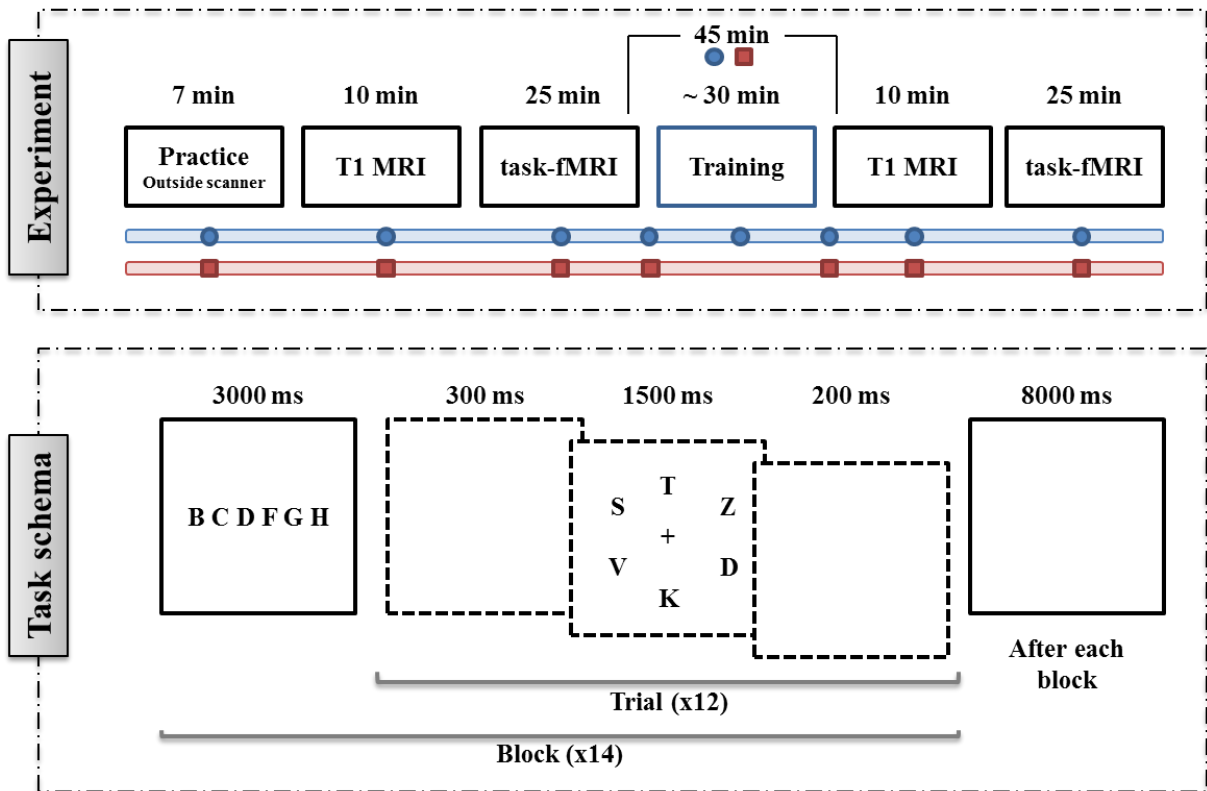 Experiment
45 min
7 min
10 min
25 min
~ 30 min
10 min
25 min
Practice
Outside scanner
T1 MRI
task-fMRI
Training
T1 MRI
task-fMRI
Task schema
3000 ms
300 ms
1500 ms
200 ms
8000 ms
B C D F G H
T
S Z
+
V D
K
After each
block
Trial (x12)
Block (x14)